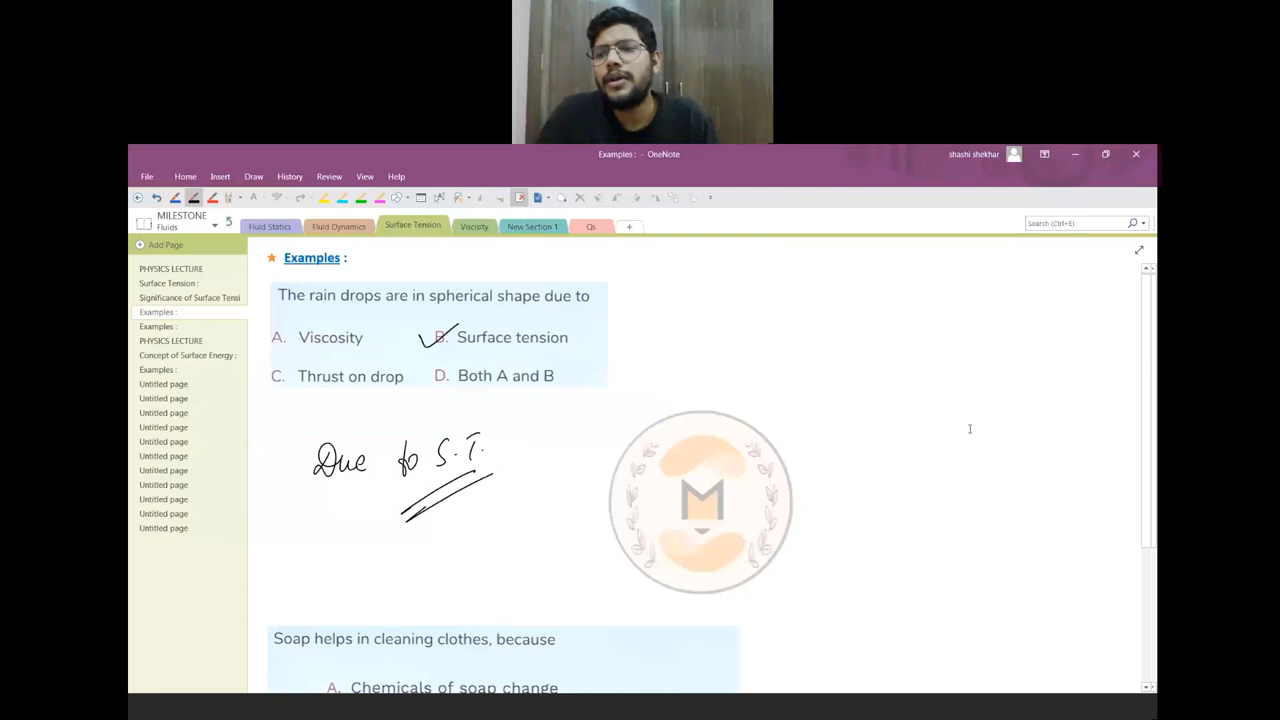 Examples : - OneNote
shashi shekhar
File Home Insert Draw History Review View Help
MILESTONE
Fluids
Fluid Statics Fluid Dynamics Surface Tension Viscosity New Section 1 Qs +
Search (Ctrl+E)
Add Page
PHYSICS LECTURE
Surface Tension :
Significance of Surface Tensi
Examples :
Examples :
PHYSICS LECTURE
Concept of Surface Energy :
Examples :
Untitled page
Untitled page
Untitled page
Untitled page
Untitled page
Untitled page
Untitled page
Untitled page
Untitled page
Untitled page
Untitled page
Examples :
The rain drops are in spherical shape due to
A. Viscosity B. Surface tension
C. Thrust on drop D. Both A and B
Due to S.T.
M
Soap helps in cleaning clothes, because
A. Chemicals of soap change